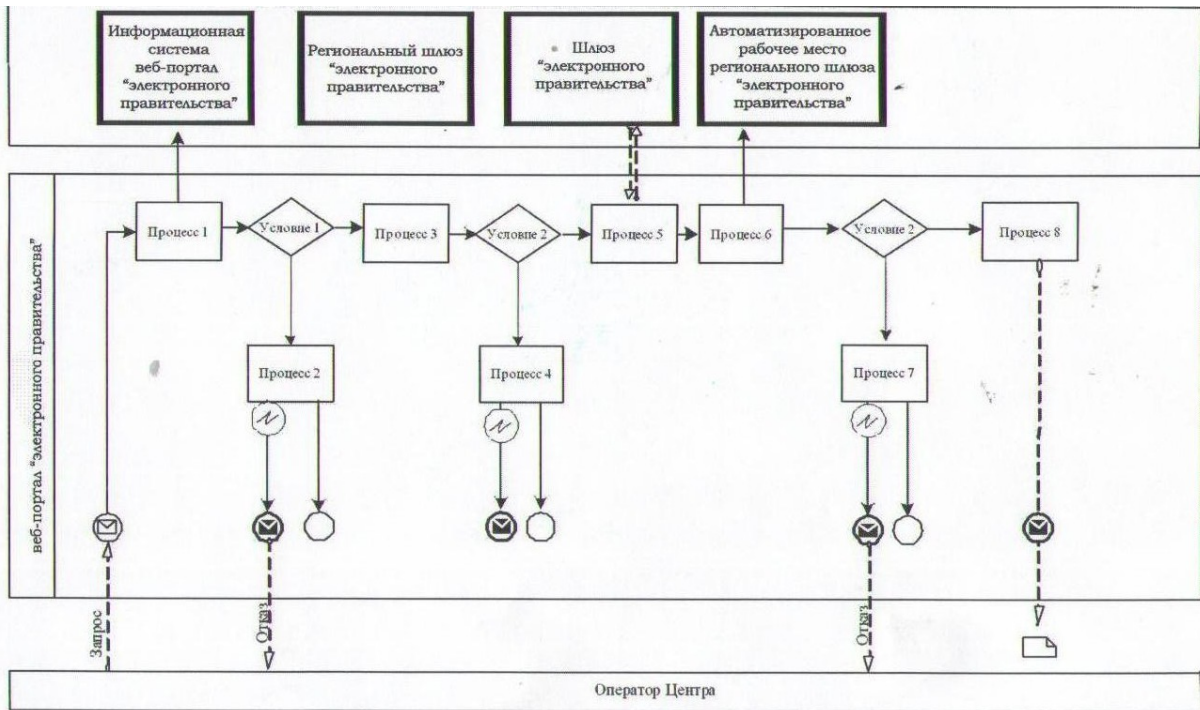 Информационная
система
веб-портал
“электронного
правительства”
Региональный шлюз
“электронного
правительства”
Шлюз
“электронного
правительства”
Автоматизированное
рабочее место
регионального шлюза
“электронного
правительства”
веб-портал “электронного правительства”
Процесс 1
Условие 1
Процесс 3
Условие 2
Процесс 5
Процесс 6
Условие 2
Процесс 8
Процесс 2
Процесс 4
Процесс 7
Запрос
Отказ
Отказ
Оператор Центра